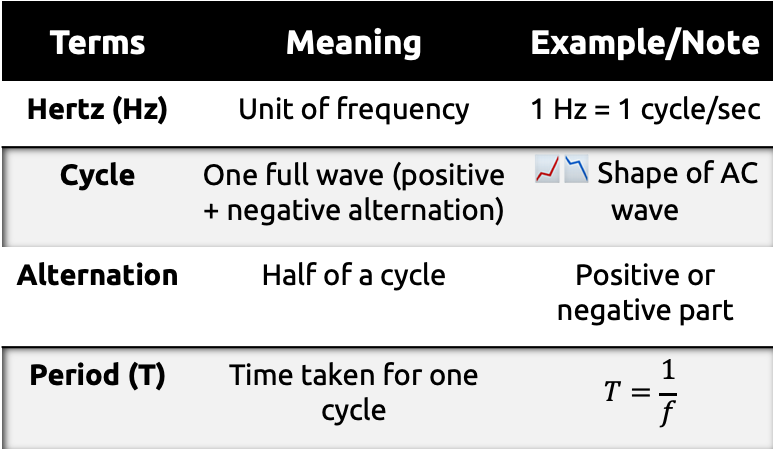 Terms Meaning Example/Note
Hertz (Hz) Unit of frequency 1 Hz = 1 cycle/sec
Cycle One full wave (positive 📈📉 Shape of AC
+ negative alternation) wave
Alternation Half of a cycle Positive or
negative part
Period (T) Time taken for one T = 1/f
cycle